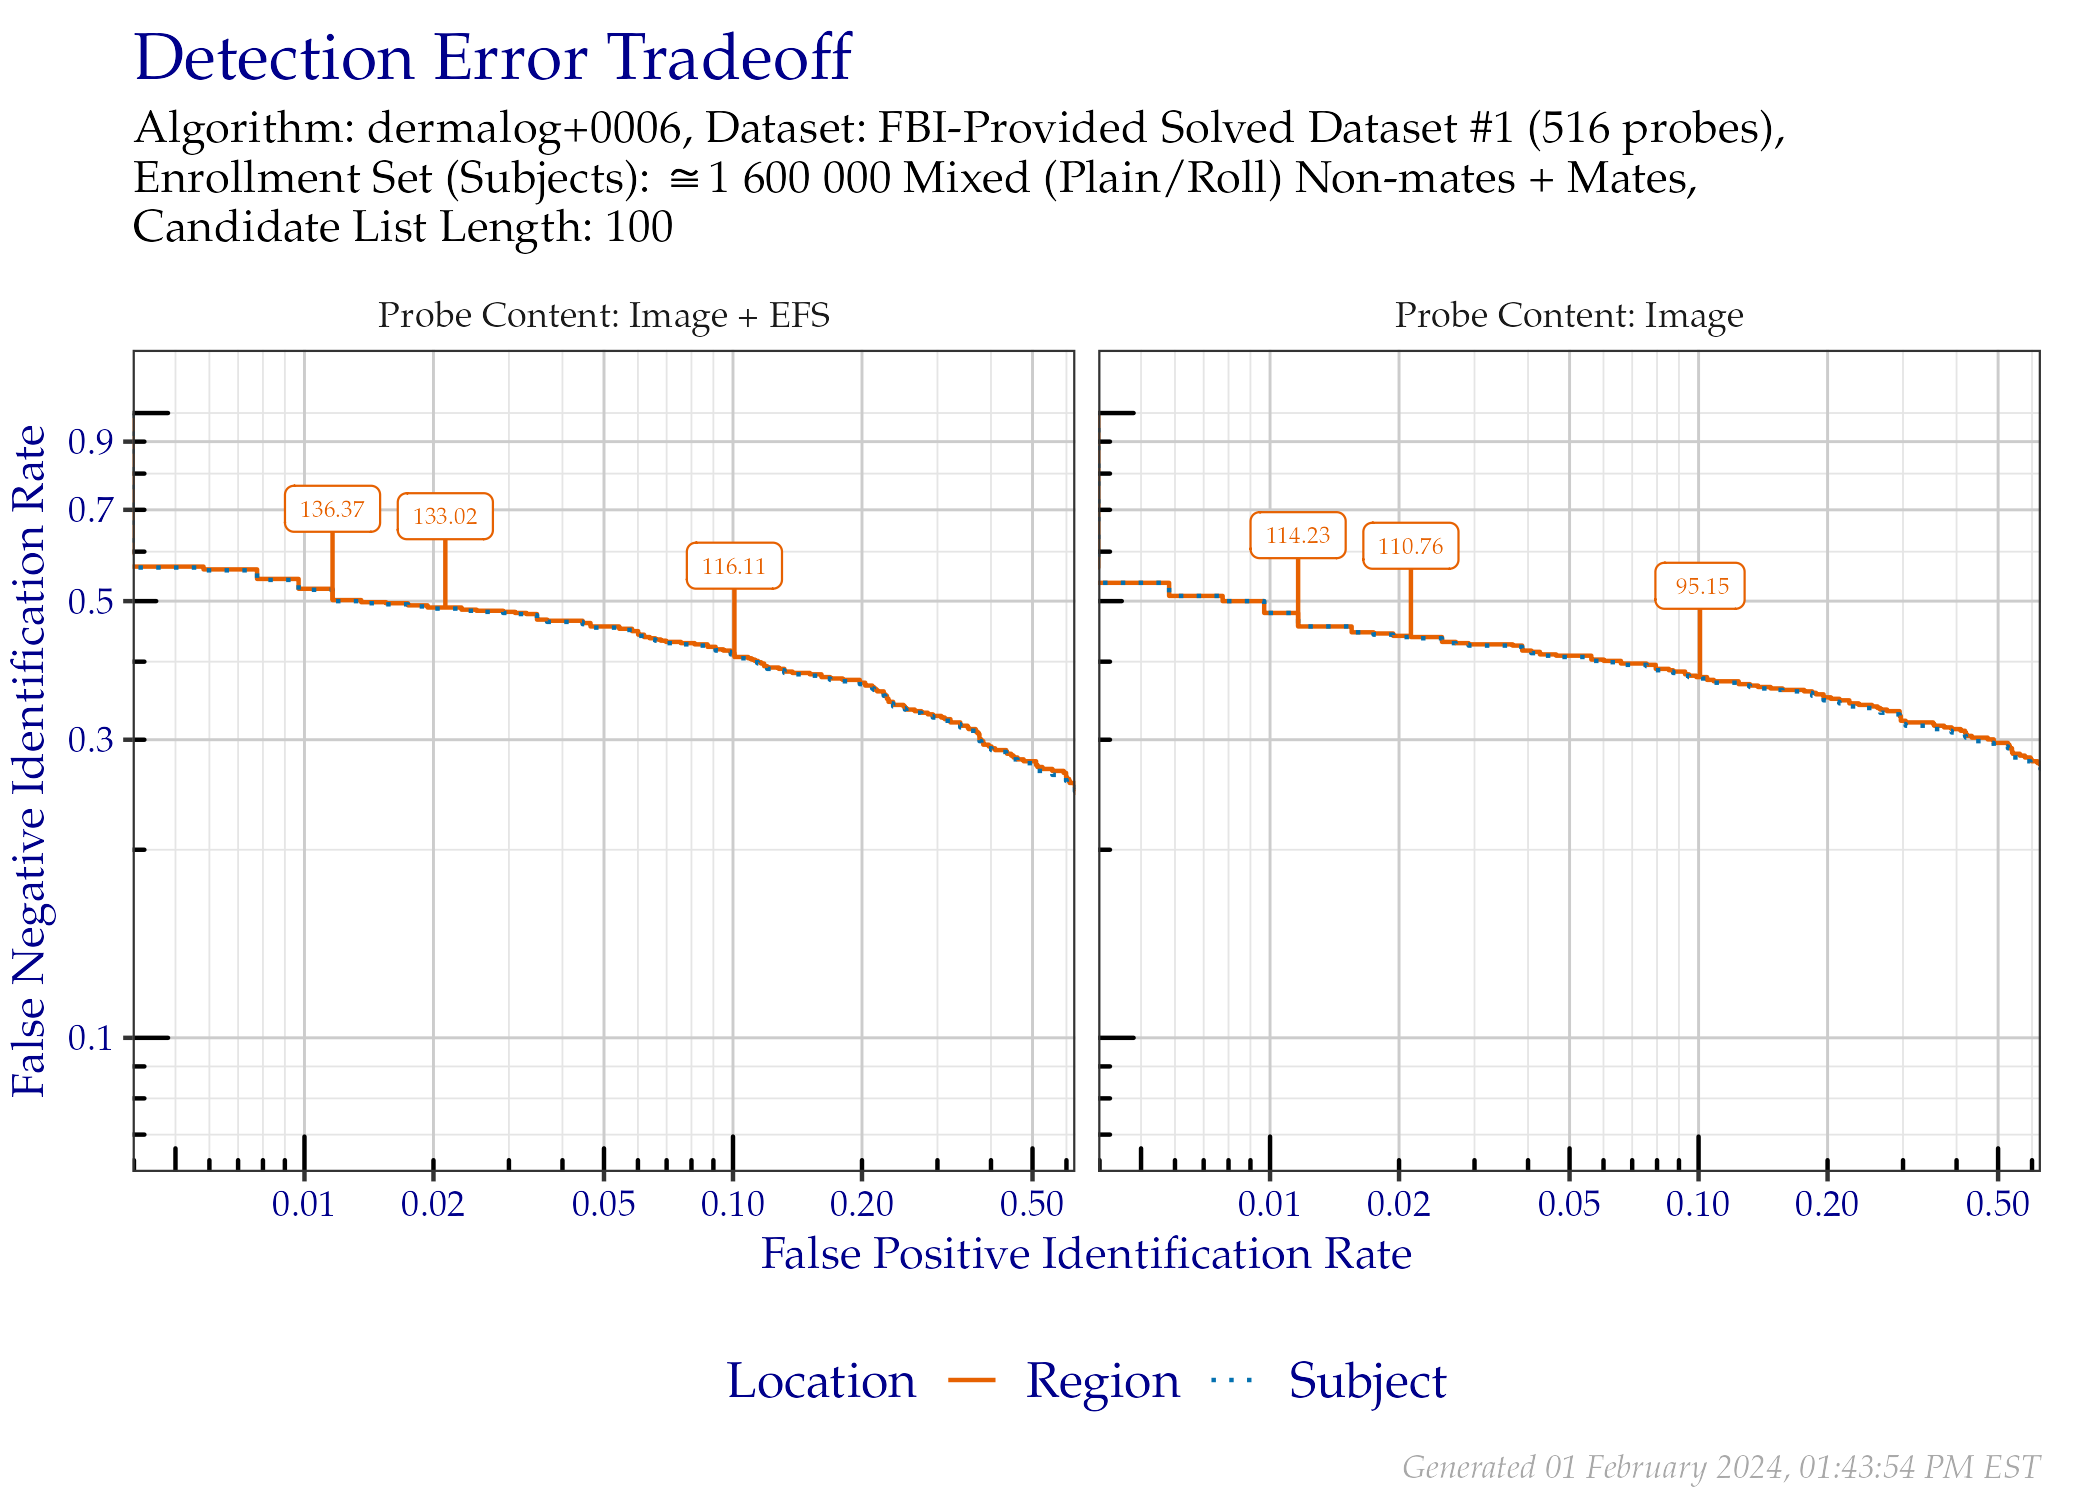 Detection Error Tradeoff
Algorithm: dermalog+0006, Dataset: FBI-Provided Solved Dataset #1 (516 probes),
Enrollment Set (Subjects): ≅1 600 000 Mixed (Plain/Roll) Non-mates + Mates,
Candidate List Length: 100
Probe Content: Image + EFS
Probe Content: Image
False Negative Identification Rate
0.9
0.7
0.5
0.3
0.1
136.37
133.02
116.11
114.23
110.76
95.15
0.01 0.02 0.05 0.10 0.20 0.50
0.01 0.02 0.05 0.10 0.20 0.50
False Positive Identification Rate
Location Region Subject
Generated 01 February 2024, 01:43:54 PM EST